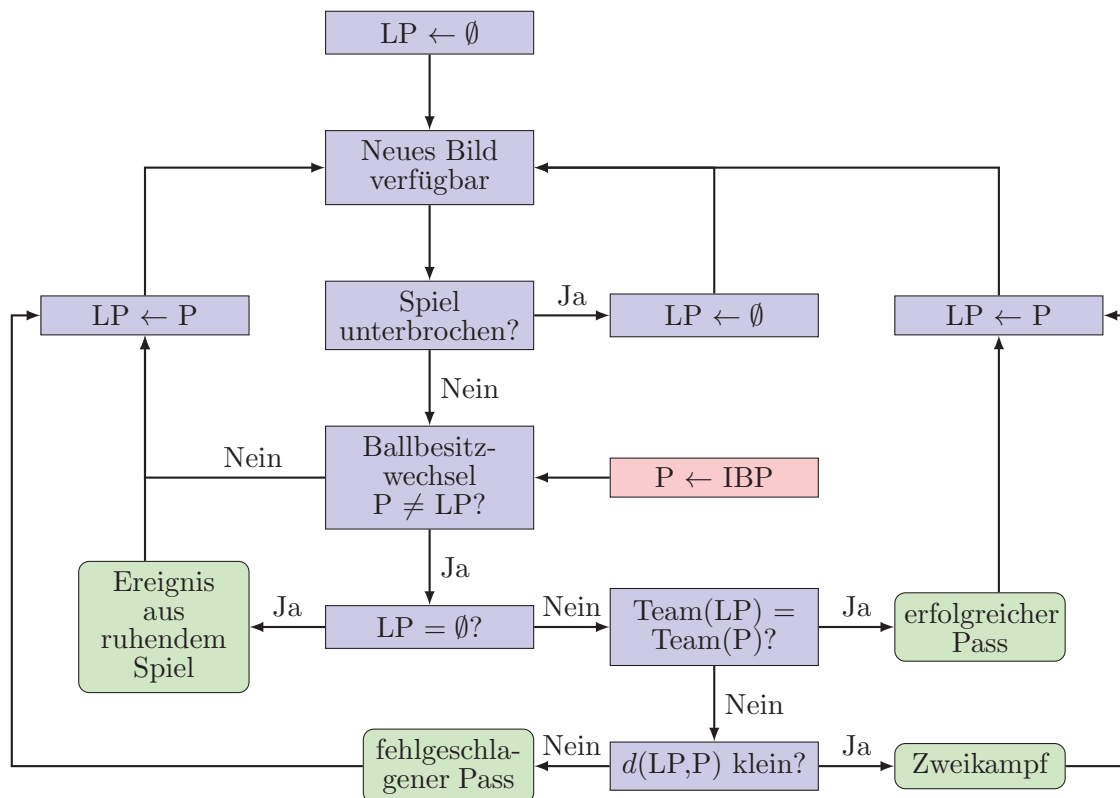 LP ← ∅
Neues Bild
verfügbar
Spiel
unterbrochen?
Ja
LP ← ∅
LP ← P
LP ← P
Nein
Ballbesitz-
wechsel
P ≠ LP?
Nein
P ← IBP
Ja
Ereignis
aus
ruhendem
Spiel
Ja
LP = ∅?
Nein
Team(LP) =
Team(P)?
Ja
erfolgreicher
Pass
Nein
fehlgeschla-
gener Pass
Nein
d(LP,P) klein?
Ja
Zweikampf